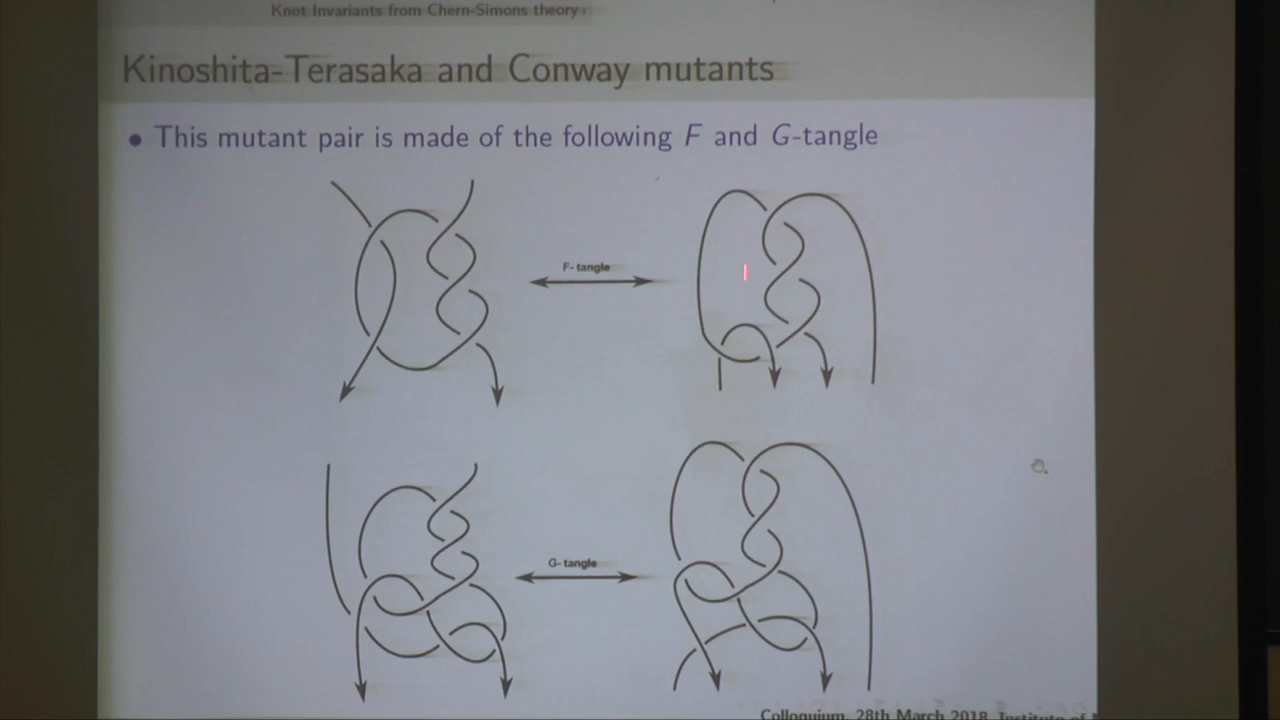 Knot Invariants from Chern-Simons theory
Kinoshita-Terasaka and Conway mutants
• This mutant pair is made of the following F and G-tangle
F- tangle
G- tangle
Colloquium, 28th March 2018, Institute of